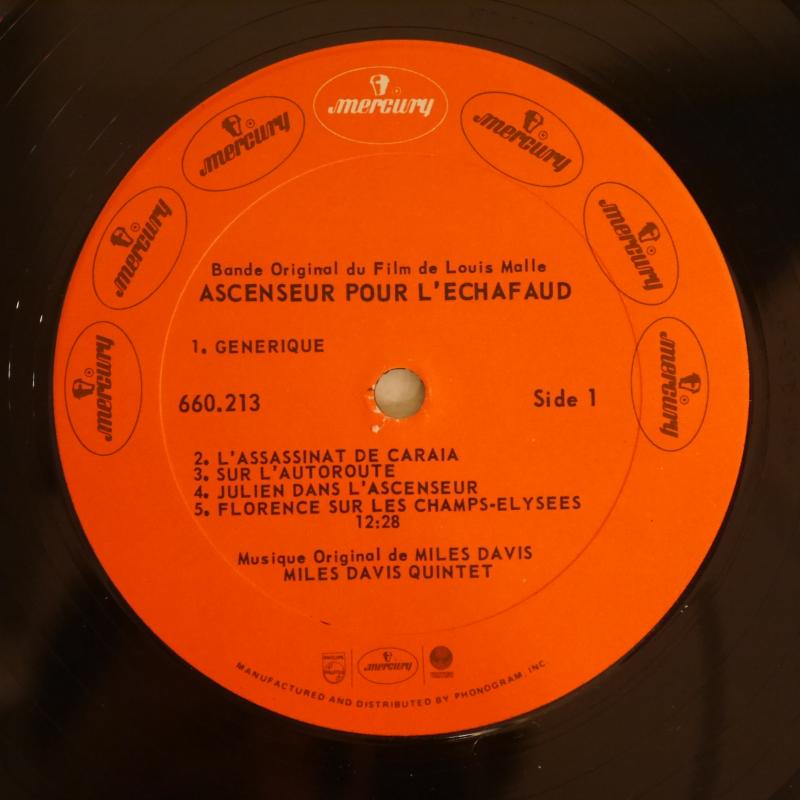 mercury
mercury
mercury
mercury
mercury
mercury
mercury
Bande Original du Film de Louis Malle
ASCENSEUR POUR L'ECHAFAUD
1. GENERIQUE
660.213
Side 1
2. L'ASSASSINAT DE CARAIA
3. SUR L'AUTOROUTE
4. JULIEN DANS L'ASCENSEUR
5. FLORENCE SUR LES CHAMPS-ELYSEES
12:28
Musique Original de MILES DAVIS
MILES DAVIS QUINTET
PHILIPS
mercury
MANUFACTURED AND DISTRIBUTED BY PHONOGRAM, INC.